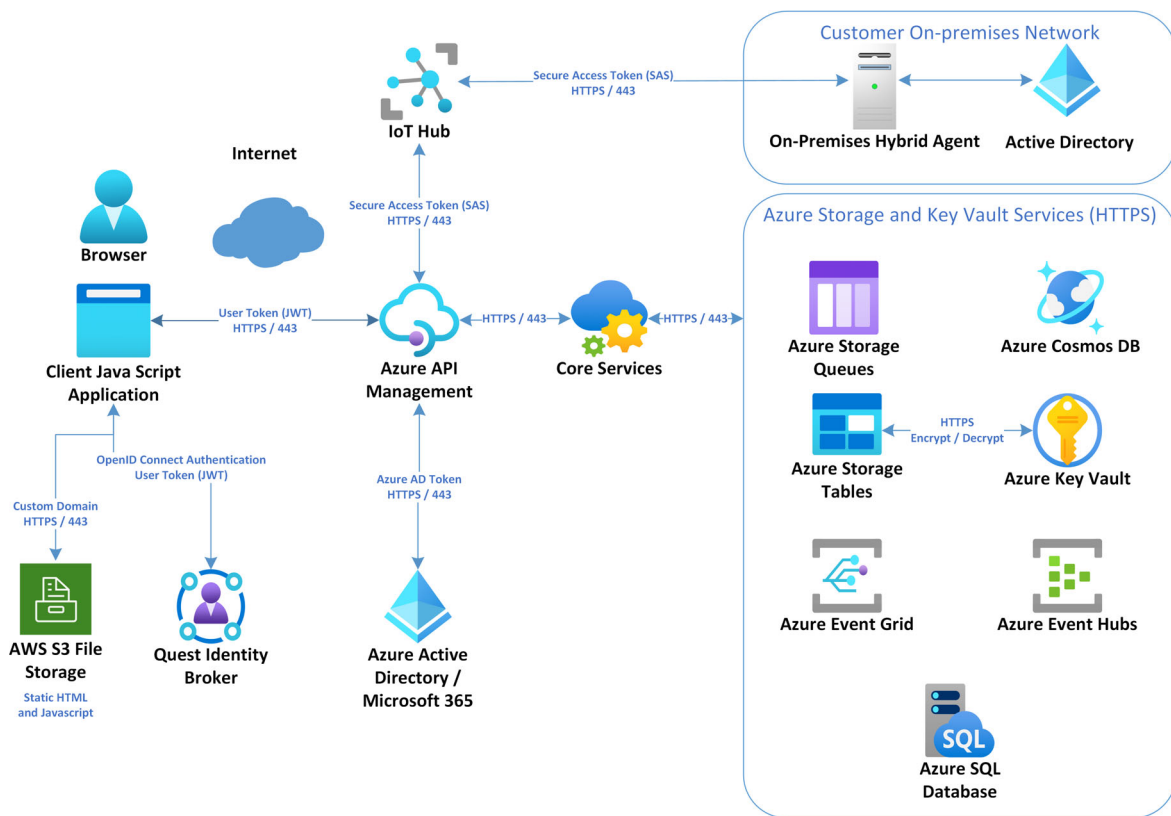 Customer On-premises Network
Secure Access Token (SAS)
HTTPS / 443
IoT Hub
On-Premises Hybrid Agent
Active Directory
Internet
Secure Access Token (SAS)
HTTPS / 443
Azure Storage and Key Vault Services (HTTPS)
Browser
User Token (JWT)
HTTPS / 443
HTTPS / 443
HTTPS / 443
Client Java Script
Application
Azure API
Management
Core Services
Azure Storage
Queues
Azure Cosmos DB
HTTPS
Encrypt / Decrypt
Azure Storage
Tables
Azure Key Vault
OpenID Connect Authentication
User Token (JWT)
Azure AD Token
HTTPS / 443
Custom Domain
HTTPS / 443
AWS S3 File
Storage
Static HTML
and Javascript
Quest Identity
Broker
Azure Active
Directory /
Microsoft 365
Azure Event Grid
Azure Event Hubs
SQL
Azure SQL
Database